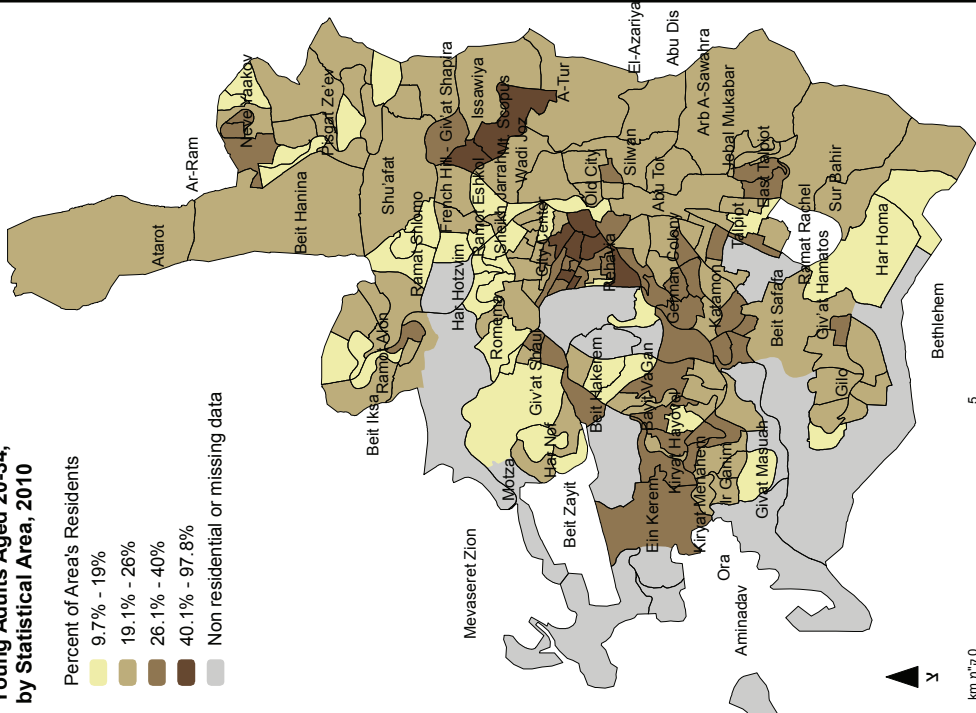 Young Adults Aged 20-34,
by Statistical Area, 2010
Percent of Area's Residents
9.7% - 19%
19.1% - 26%
26.1% - 40%
40.1% - 97.8%
Non residential or missing data
Ar-Ram
Neve Yaakov
Pisgat Ze'ev
Atarot
Beit Hanina
Shu'afat
French Hill - Giv'at Shapira
Issawiya
Mt. Scopus
Ramat Shlomo
Ramot Eshkol
Sheikh Jarrah
Wadi Joz
A-Tur
El-Azariya
Abu Dis
Har Hotzvim
Ramot Alon
Beit Iksa
Romema
City Center
Old City
Silwan
Arb A-Sawahra
Jebal Mukabar
Abu Tor
Rehavia
German Colony
Katamon
Talpiot
East Talpiot
Ramat Rachel
Sur Bahir
Giv'at Shaul
Beit Hakerem
Bayit VaGan
Har Nof
Motza
Beit Zayit
Mevaseret Zion
Kiryat Hayovel
Ein Kerem
Kiryat Menahem
Ir Ganim
Givat Masuah
Ora
Aminadav
Beit Safafa
Giv'at Hamatos
Gilo
Har Homa
Bethlehem
צ
0
5
km ק"מ